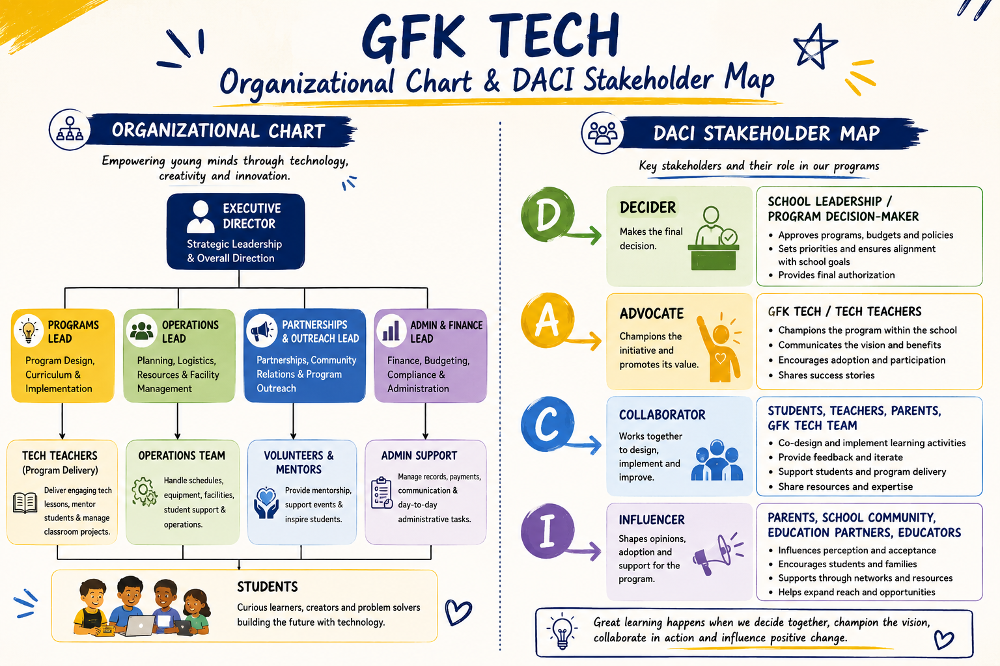 GFK TECH
Organizational Chart & DACI Stakeholder Map
ORGANIZATIONAL CHART
Empowering young minds through technology,
creativity and innovation.
EXECUTIVE
DIRECTOR
Strategic Leadership
& Overall Direction
PROGRAMS
LEAD
Program Design,
Curriculum &
Implementation
OPERATIONS
LEAD
Planning, Logistics,
Resources & Facility
Management
PARTNERSHIPS
& OUTREACH LEAD
Partnerships, Community
Relations & Program
Outreach
ADMIN & FINANCE
LEAD
Finance, Budgeting,
Compliance &
Administration
TECH TEACHERS
(Program Delivery)
Deliver engaging tech
lessons, mentor
students & manage
classroom projects.
OPERATIONS TEAM
Handle schedules,
equipment, facilities,
student support &
operations.
VOLUNTEERS &
MENTORS
Provide mentorship,
support events &
inspire students.
ADMIN SUPPORT
Manage records, payments,
communication &
day-to-day
administrative tasks.
STUDENTS
Curious learners, creators and problem solvers
building the future with technology.
DACI STAKEHOLDER MAP
Key stakeholders and their role in our programs
D
DECIDER
Makes the final
decision.
SCHOOL LEADERSHIP /
PROGRAM DECISION-MAKER
• Approves programs, budgets and policies
• Sets priorities and ensures alignment
with school goals
• Provides final authorization
A
ADVOCATE
Champions the
initiative and
promotes its value.
GFK TECH / TECH TEACHERS
• Champions the program within the school
• Communicates the vision and benefits
• Encourages adoption and participation
• Shares success stories
C
COLLABORATOR
Works together
to design,
implement and
improve.
STUDENTS, TEACHERS, PARENTS,
GFK TECH TEAM
• Co-design and implement learning activities
• Provide feedback and iterate
• Support students and program delivery
• Share resources and expertise
I
INFLUENCER
Shapes opinions,
adoption and
support for the
program.
PARENTS, SCHOOL COMMUNITY,
EDUCATION PARTNERS, EDUCATORS
• Influences perception and acceptance
• Encourages students and families
• Supports through networks and resources
• Helps expand reach and opportunities
Great learning happens when we decide together, champion the vision,
collaborate in action and influence positive change.